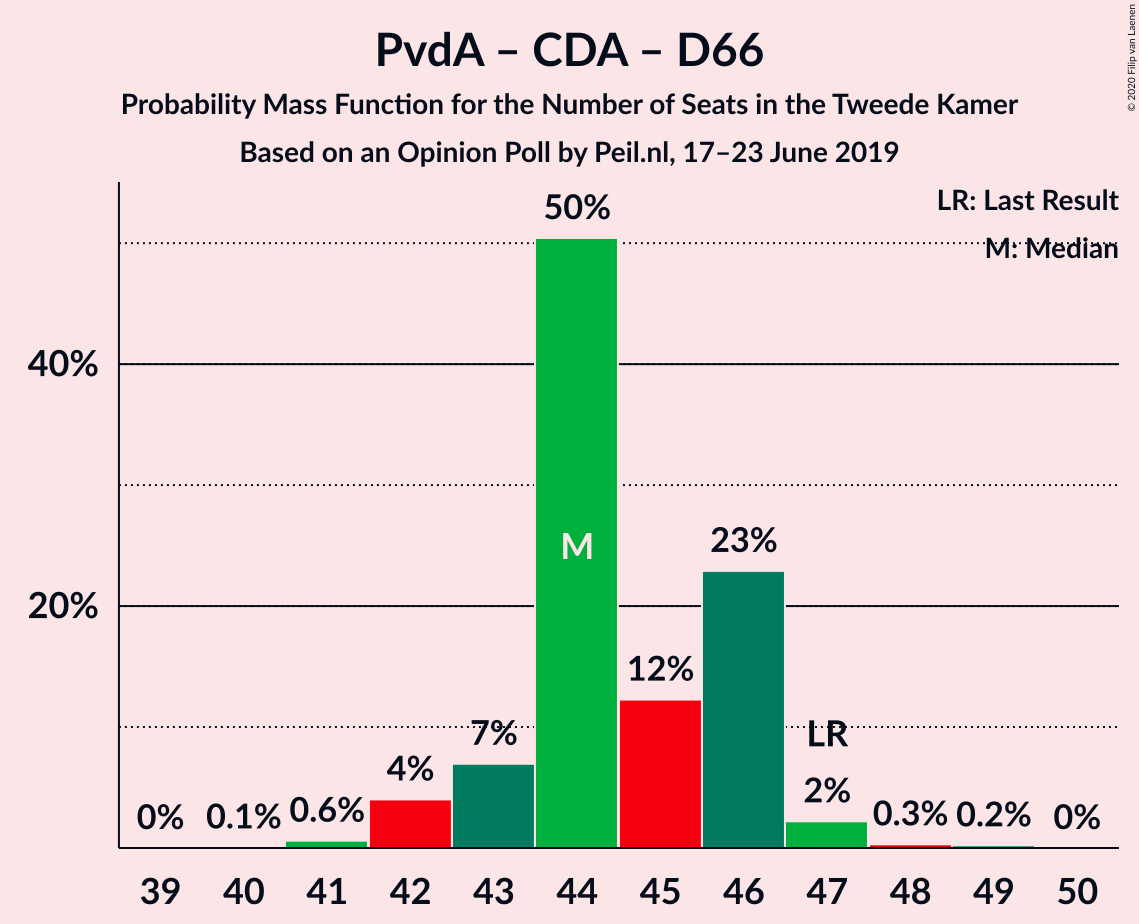 PvdA – CDA – D66
Probability Mass Function for the Number of Seats in the Tweede Kamer
Based on an Opinion Poll by Peil.nl, 17–23 June 2019
© 2020 Filip van Laenen
LR: Last Result
M: Median
50%
40%
M
23%
20%
12%
7%
LR
4%
2%
0%
0.1%
0.6%
0.3%
0.2%
0%
39 40 41 42 43 44 45 46 47 48 49 50